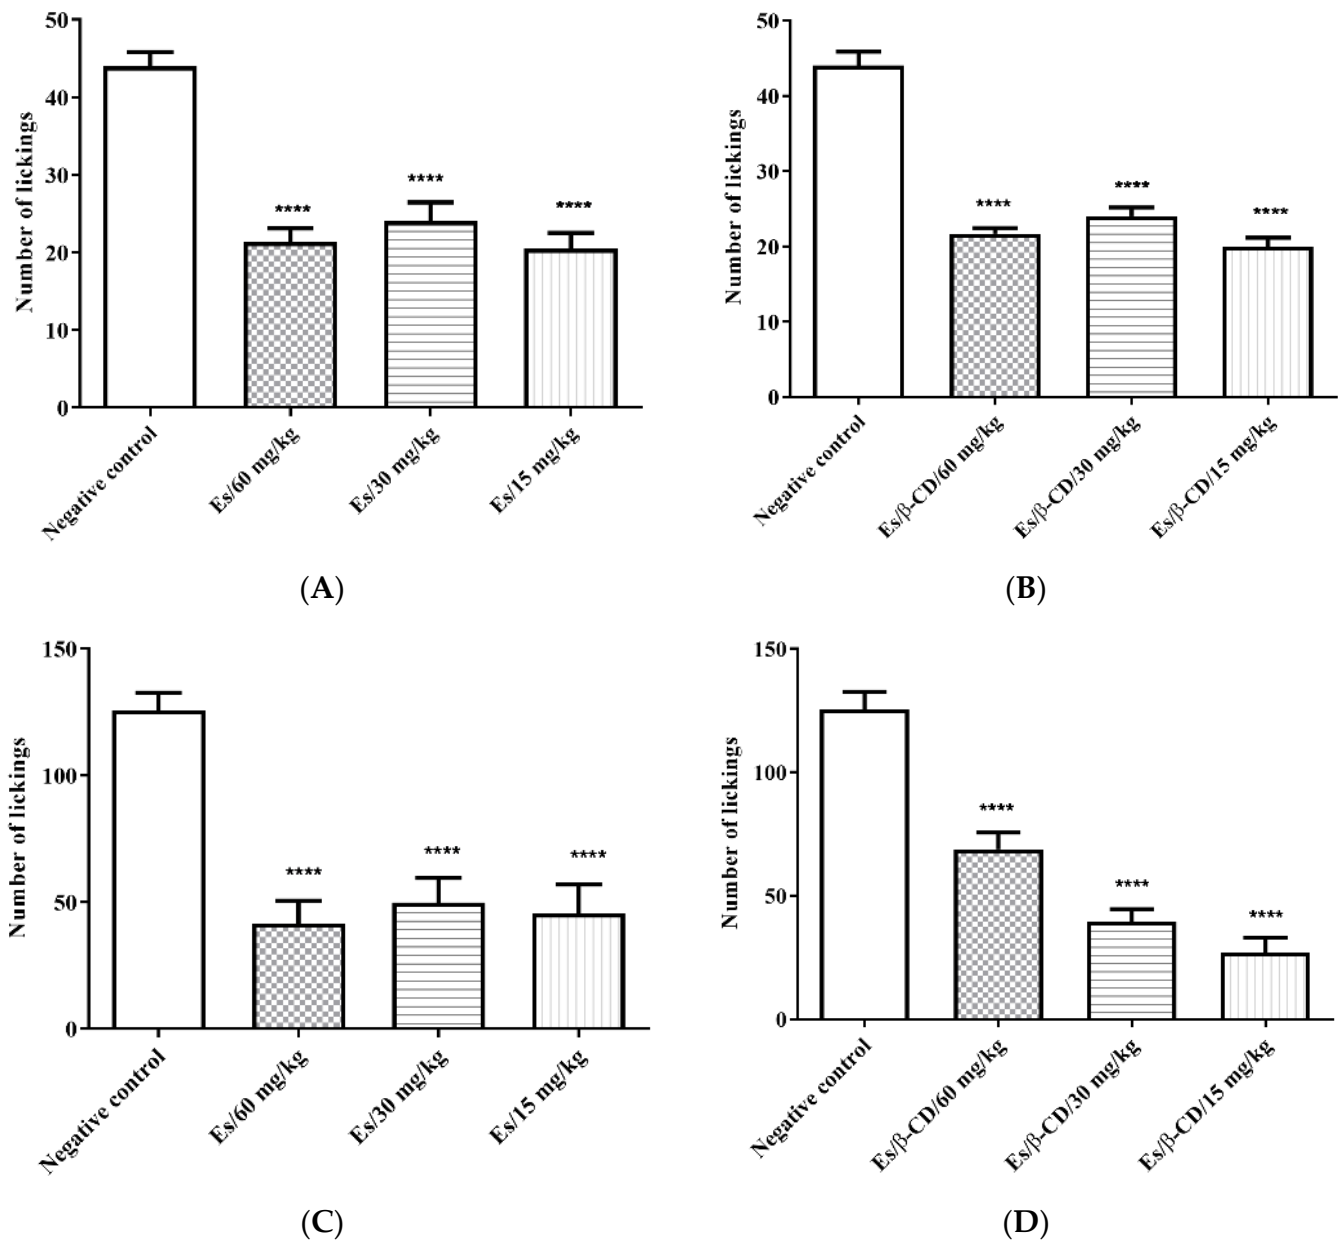 50
40
30
20
10
0
Number of lickings
****
****
****
Negative control
Es/60 mg/kg
Es/30 mg/kg
Es/15 mg/kg
(A)
50
40
30
20
10
0
Number of lickings
****
****
****
Negative control
Es/β-CD/60 mg/kg
Es/β-CD/30 mg/kg
Es/β-CD/15 mg/kg
(B)
150
100
50
0
Number of lickings
****
****
****
Negative control
Es/60 mg/kg
Es/30 mg/kg
Es/15 mg/kg
(C)
150
100
50
0
Number of lickings
****
****
****
Negative control
Es/β-CD/60 mg/kg
Es/β-CD/30 mg/kg
Es/β-CD/15 mg/kg
(D)